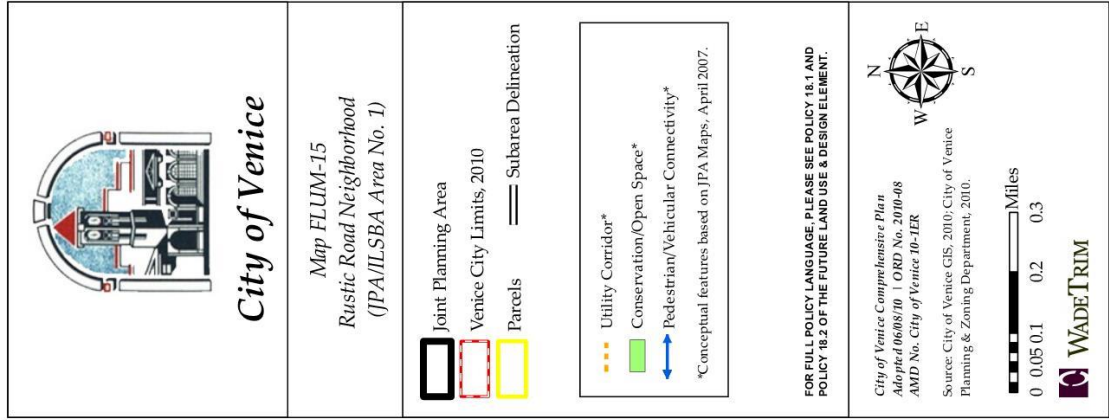 City of Venice
Map FLUM-15
Rustic Road Neighborhood
(JPA/ILSBA Area No. 1)
Joint Planning Area
Venice City Limits, 2010
Parcels
Subarea Delineation
Utility Corridor*
Conservation/Open Space*
Pedestrian/Vehicular Connectivity*
*Conceptual features based on JPA Maps, April 2007.
FOR FULL POLICY LANGUAGE, PLEASE SEE POLICY 18.1 AND
POLICY 18.2 OF THE FUTURE LAND USE & DESIGN ELEMENT.
City of Venice Comprehensive Plan
Adopted 06/08/10 | ORD No. 2010-08
AMD No. City of Venice 10-1ER
Source: City of Venice GIS, 2010; City of Venice
Planning & Zoning Department, 2010.
N
W
E
S
Miles
0 0.05 0.1 0.2 0.3
WADETRIM